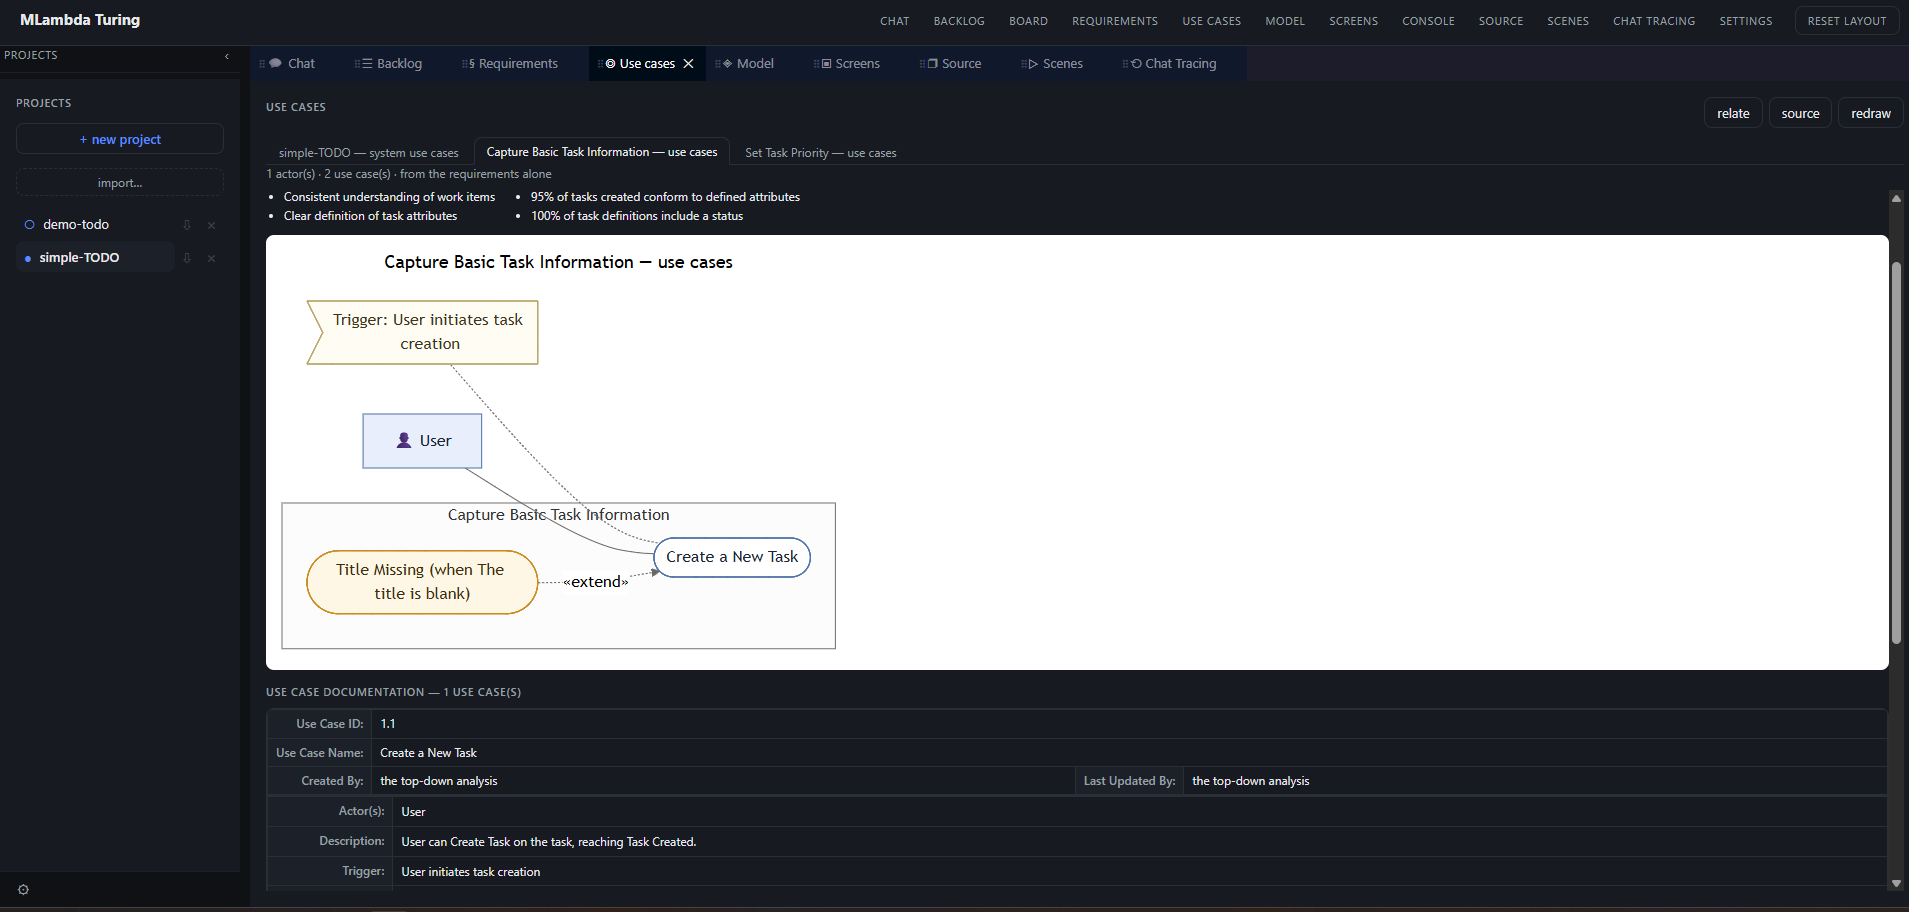 MLambda Turing
CHAT BACKLOG BOARD REQUIREMENTS USE CASES MODEL SCREENS CONSOLE SOURCE SCENES CHAT TRACING SETTINGS RESET LAYOUT
PROJECTS
Chat Backlog § Requirements Use cases Model Screens Source Scenes Chat Tracing
PROJECTS
+ new project
import...
demo-todo
simple-TODO
USE CASES
relate source redraw
simple-TODO — system use cases Capture Basic Task Information — use cases Set Task Priority — use cases
1 actor(s) · 2 use case(s) · from the requirements alone
• Consistent understanding of work items
• Clear definition of task attributes
• 95% of tasks created conform to defined attributes
• 100% of task definitions include a status
Capture Basic Task Information — use cases
Trigger: User initiates task
creation
User
Capture Basic Task Information
Create a New Task
Title Missing (when The
title is blank)
«extend»
USE CASE DOCUMENTATION — 1 USE CASE(S)
Use Case ID: 1.1
Use Case Name: Create a New Task
Created By: the top-down analysis Last Updated By: the top-down analysis
Actor(s): User
Description: User can Create Task on the task, reaching Task Created.
Trigger: User initiates task creation